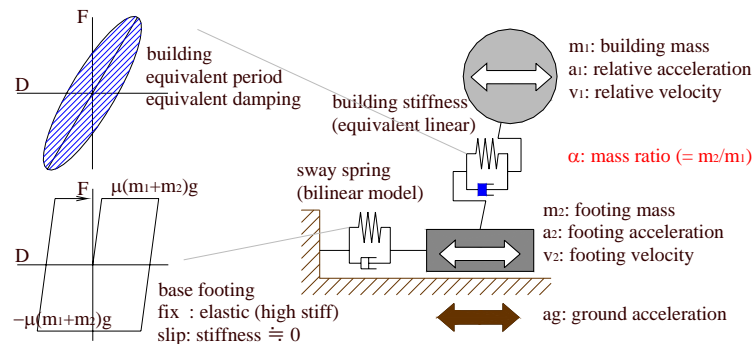 F
D
building
equivalent period
equivalent damping
building stiffness
(equivalent linear)
m₁: building mass
a₁: relative acceleration
v₁: relative velocity
α: mass ratio (= m₂/m₁)
sway spring
(bilinear model)
F
μ(m₁+m₂)g
D
−μ(m₁+m₂)g
base footing
fix : elastic (high stiff)
slip: stiffness ≒ 0
m₂: footing mass
a₂: footing acceleration
v₂: footing velocity
ag: ground acceleration